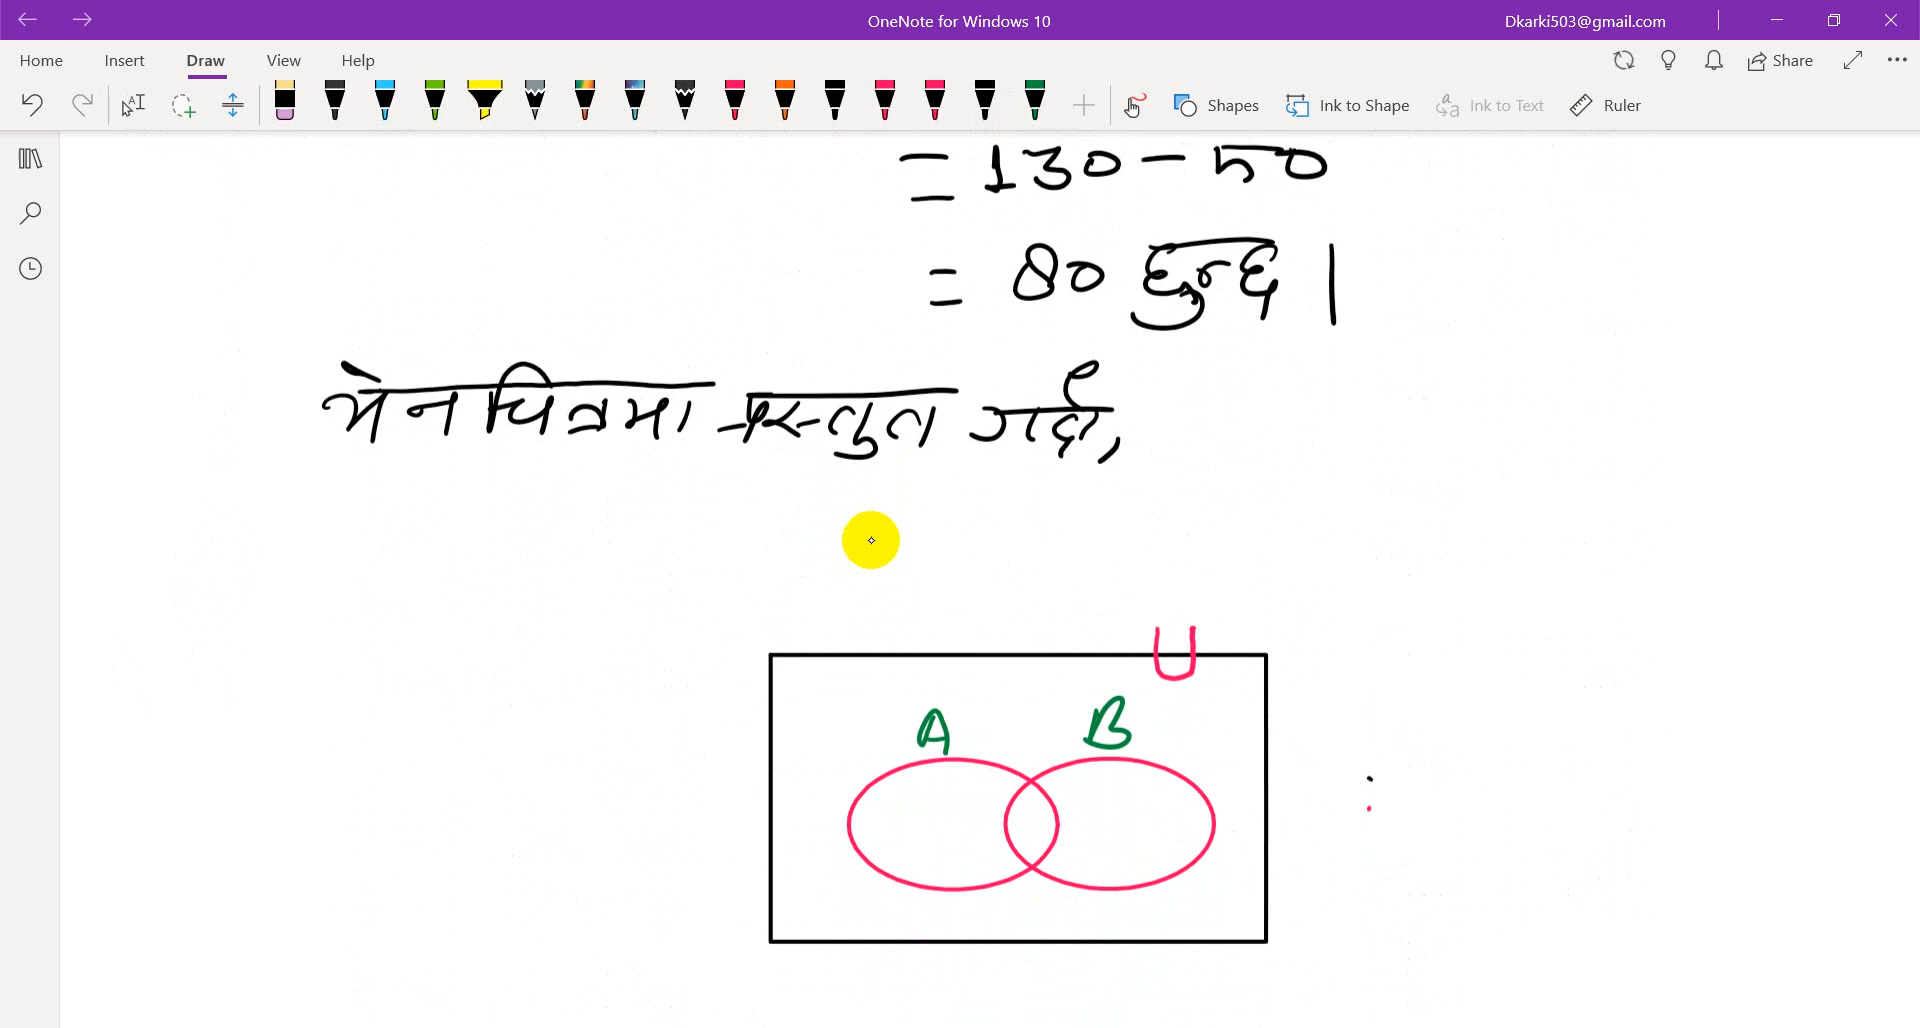 OneNote for Windows 10
Dkarki503@gmail.com
Home Insert Draw View Help
Share
Shapes Ink to Shape Ink to Text Ruler
= 130 - 50
= 80 हुन्छ |
भेन चित्रमा प्रस्तुत गर्दा,
U
A B